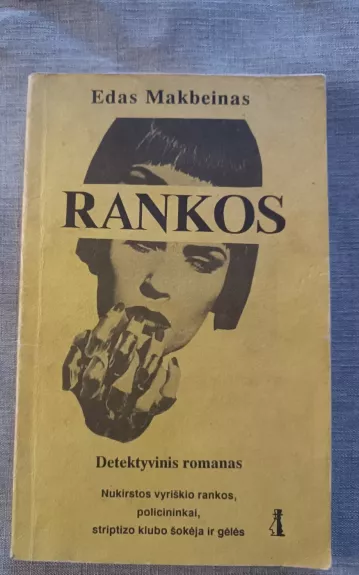 Edas Makbeinas
RANKOS
Detektyvinis romanas
Nukirstos vyriškio rankos,
policininkai,
striptizo klubo šokėja ir gėlės